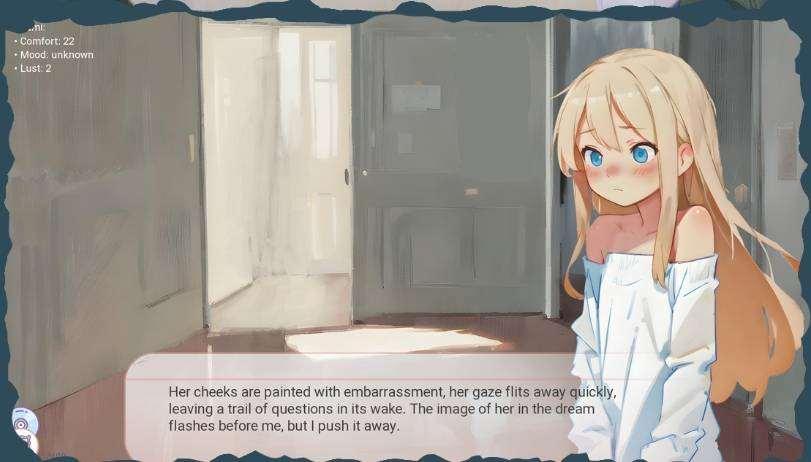 • Comfort: 22
• Mood: unknown
• Lust: 2
Her cheeks are painted with embarrassment, her gaze flits away quickly,
leaving a trail of questions in its wake. The image of her in the dream
flashes before me, but I push it away.